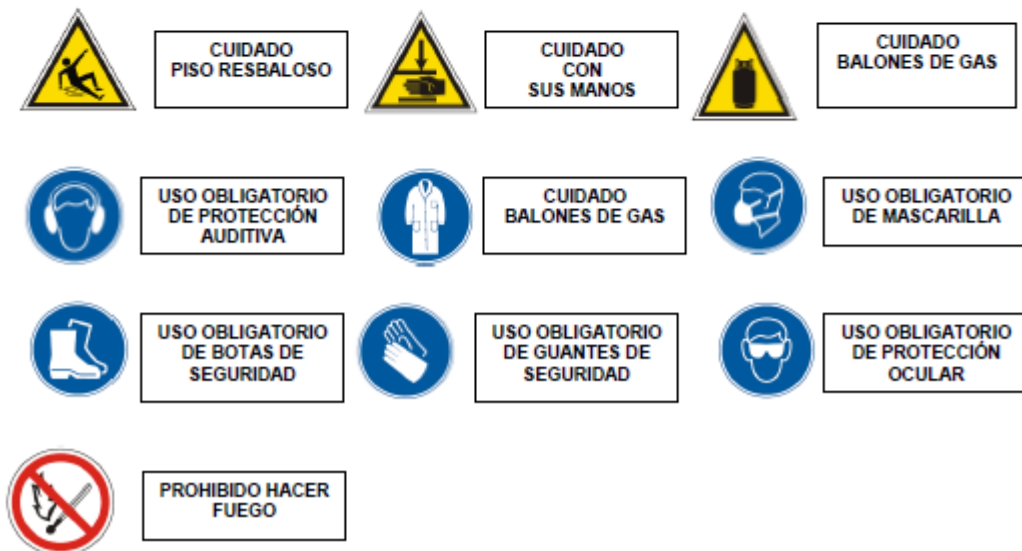 CUIDADO
PISO RESBALOSO
CUIDADO
CON
SUS MANOS
CUIDADO
BALONES DE GAS
USO OBLIGATORIO
DE PROTECCIÓN
AUDITIVA
CUIDADO
BALONES DE GAS
USO OBLIGATORIO
DE MASCARILLA
USO OBLIGATORIO
DE BOTAS DE
SEGURIDAD
USO OBLIGATORIO
DE GUANTES DE
SEGURIDAD
USO OBLIGATORIO
DE PROTECCIÓN
OCULAR
PROHIBIDO HACER
FUEGO